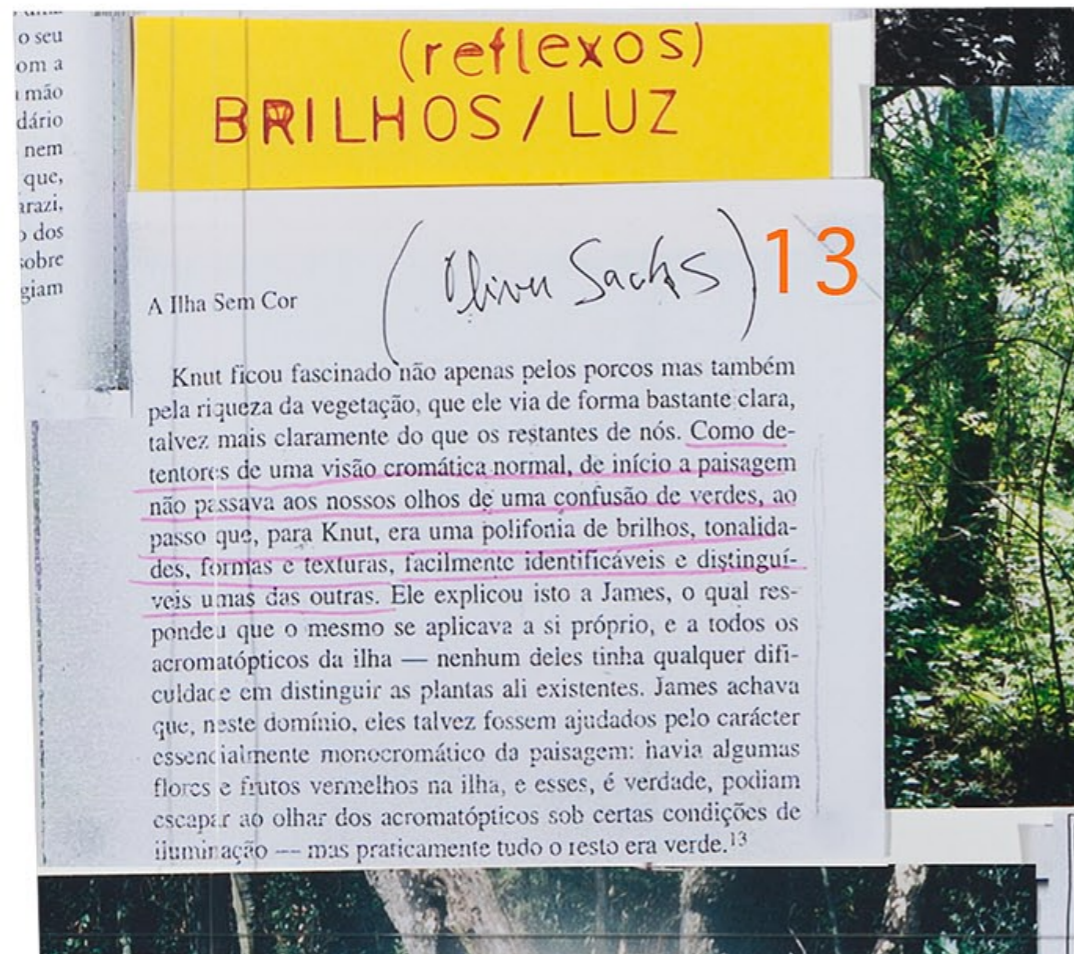 o seu
om a
mão
dário
nem
que,
arazi,
dos
sobre
giam
(reflexos)
BRILHOS / LUZ
(Oliver Sacks) 13
A Ilha Sem Cor
Knut ficou fascinado não apenas pelos porcos mas também
pela riqueza da vegetação, que ele via de forma bastante clara,
talvez mais claramente do que os restantes de nós. Como de-
tentores de uma visão cromática normal, de início a paisagem
não passava aos nossos olhos de uma confusão de verdes, ao
passo que, para Knut, era uma polifonia de brilhos, tonalida-
des, formas e texturas, facilmente identificáveis e distinguí-
veis umas das outras. Ele explicou isto a James, o qual res-
pondeu que o mesmo se aplicava a si próprio, e a todos os
acromatópticos da ilha — nenhum deles tinha qualquer difi-
culdade em distinguir as plantas ali existentes. James achava
que, neste domínio, eles talvez fossem ajudados pelo carácter
essencialmente monocromático da paisagem: havia algumas
flores e frutos vermelhos na ilha, e esses, é verdade, podiam
escapar ao olhar dos acromatópticos sob certas condições de
iluminação — mas praticamente tudo o resto era verde.13